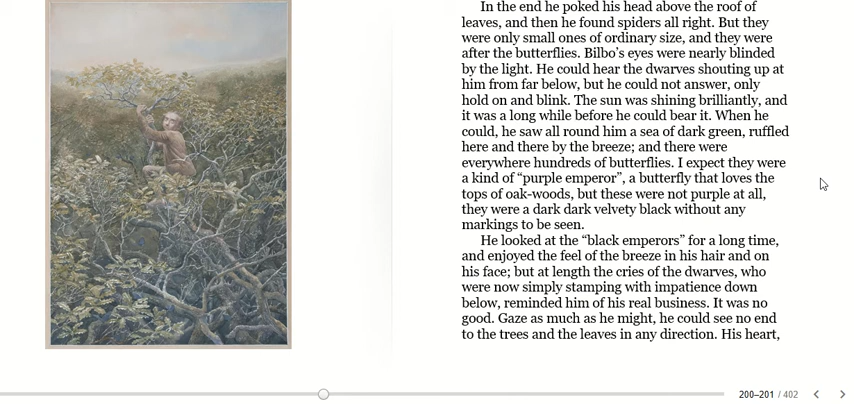 In the end he poked his head above the roof of
leaves, and then he found spiders all right. But they
were only small ones of ordinary size, and they were
after the butterflies. Bilbo’s eyes were nearly blinded
by the light. He could hear the dwarves shouting up at
him from far below, but he could not answer, only
hold on and blink. The sun was shining brilliantly, and
it was a long while before he could bear it. When he
could, he saw all round him a sea of dark green, ruffled
here and there by the breeze; and there were
everywhere hundreds of butterflies. I expect they were
a kind of “purple emperor”, a butterfly that loves the
tops of oak-woods, but these were not purple at all,
they were a dark dark velvety black without any
markings to be seen.
He looked at the “black emperors” for a long time,
and enjoyed the feel of the breeze in his hair and on
his face; but at length the cries of the dwarves, who
were now simply stamping with impatience down
below, reminded him of his real business. It was no
good. Gaze as much as he might, he could see no end
to the trees and the leaves in any direction. His heart,
200–201 / 402